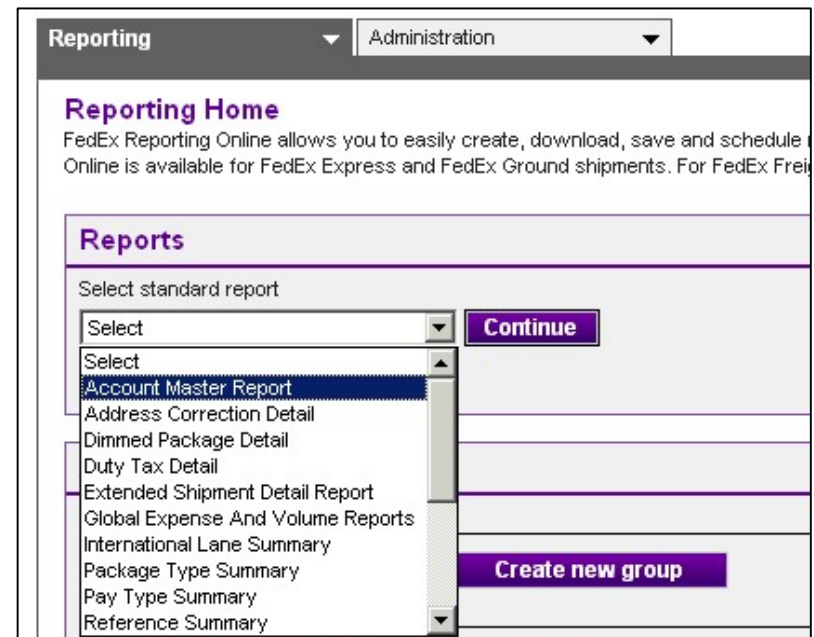 Reporting Administration
Reporting Home
FedEx Reporting Online allows you to easily create, download, save and schedule
Online is available for FedEx Express and FedEx Ground shipments. For FedEx
Reports
Select standard report
Select Continue
Select
Account Master Report
Address Correction Detail
Dimmed Package Detail
Duty Tax Detail
Extended Shipment Detail Report
Global Expense And Volume Reports
International Lane Summary
Package Type Summary Create new group
Pay Type Summary
Reference Summary